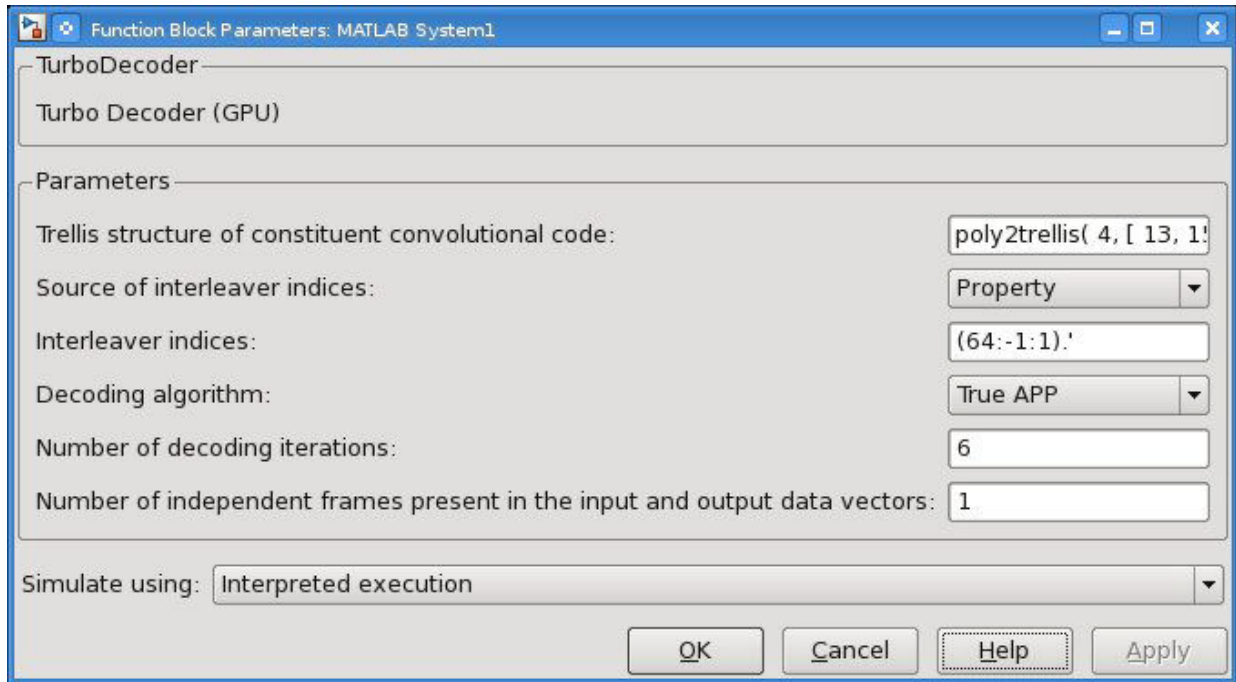 Function Block Parameters: MATLAB System1
TurboDecoder
Turbo Decoder (GPU)
Parameters
Trellis structure of constituent convolutional code: poly2trellis( 4, [ 13, 1
Source of interleaver indices: Property
Interleaver indices: (64:-1:1).'
Decoding algorithm: True APP
Number of decoding iterations: 6
Number of independent frames present in the input and output data vectors: 1
Simulate using: Interpreted execution
OK Cancel Help Apply